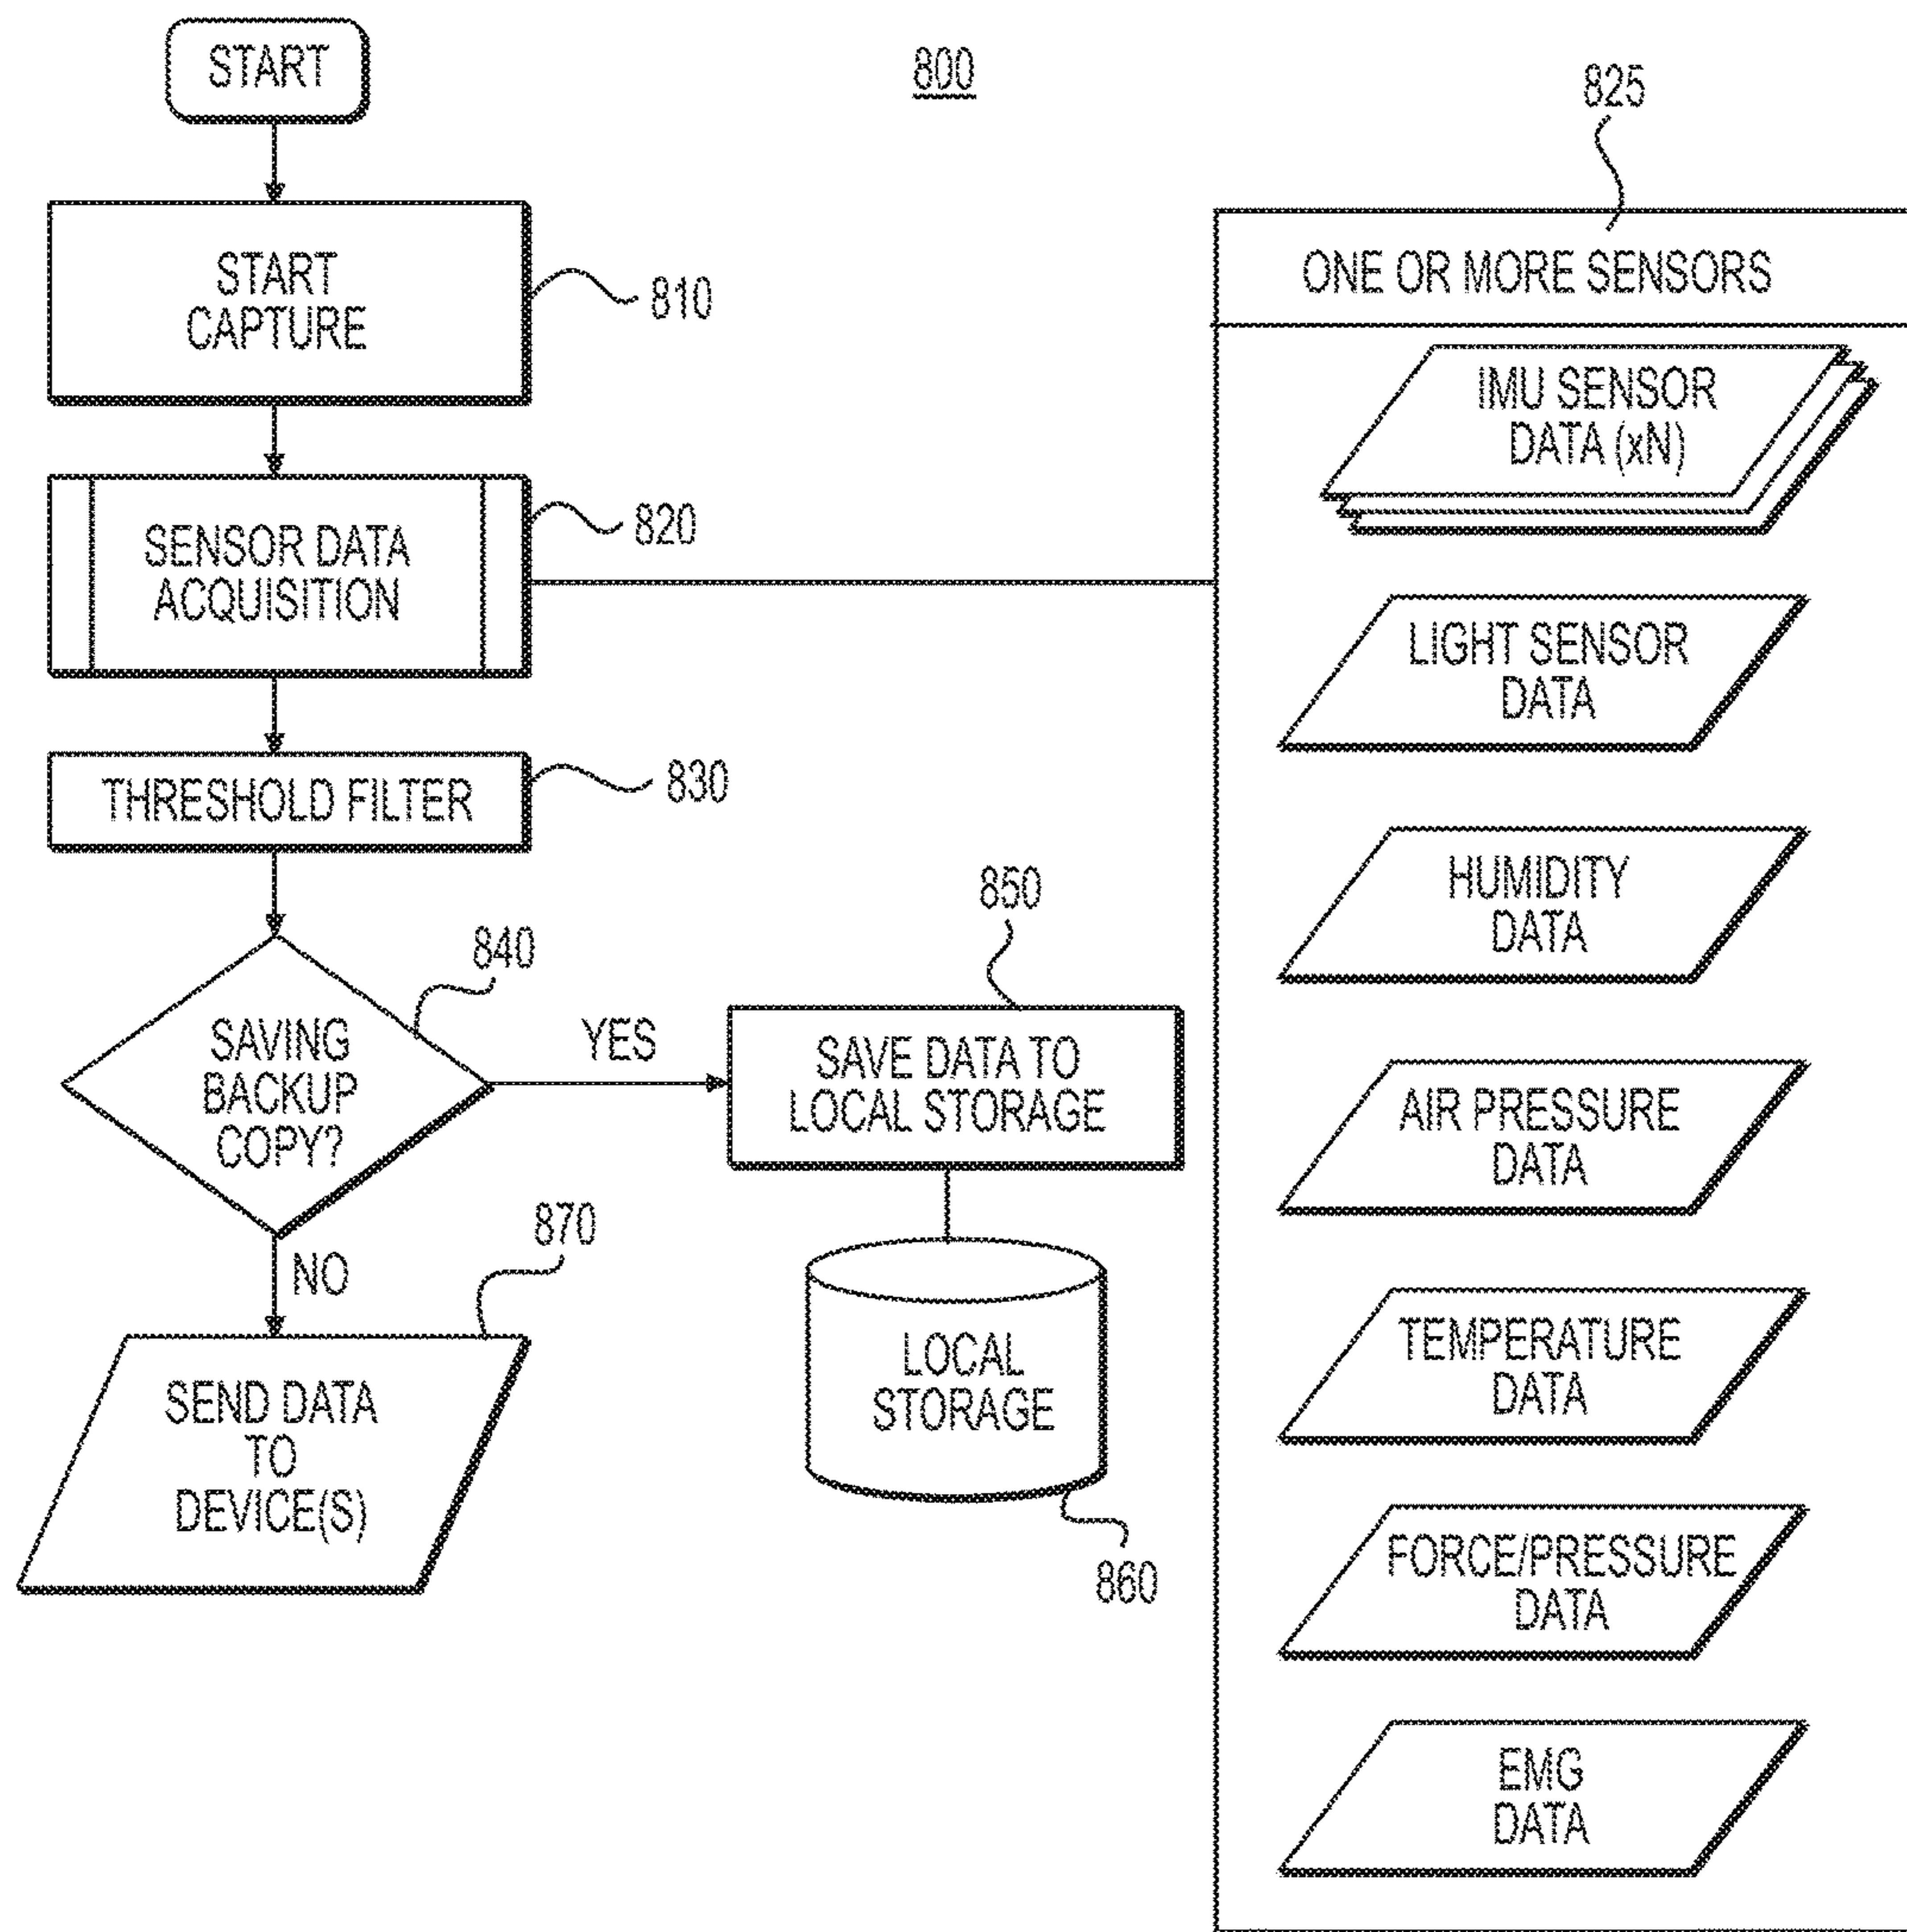 START
800
825
START
CAPTURE
810
ONE OR MORE SENSORS
IMU SENSOR
DATA (xN)
SENSOR DATA
ACQUISITION
820
LIGHT SENSOR
DATA
THRESHOLD FILTER
830
HUMIDITY
DATA
840
SAVING
BACKUP
COPY?
YES
NO
850
SAVE DATA TO
LOCAL STORAGE
AIR PRESSURE
DATA
870
SEND DATA
TO
DEVICE(S)
LOCAL
STORAGE
860
TEMPERATURE
DATA
FORCE/PRESSURE
DATA
EMG
DATA